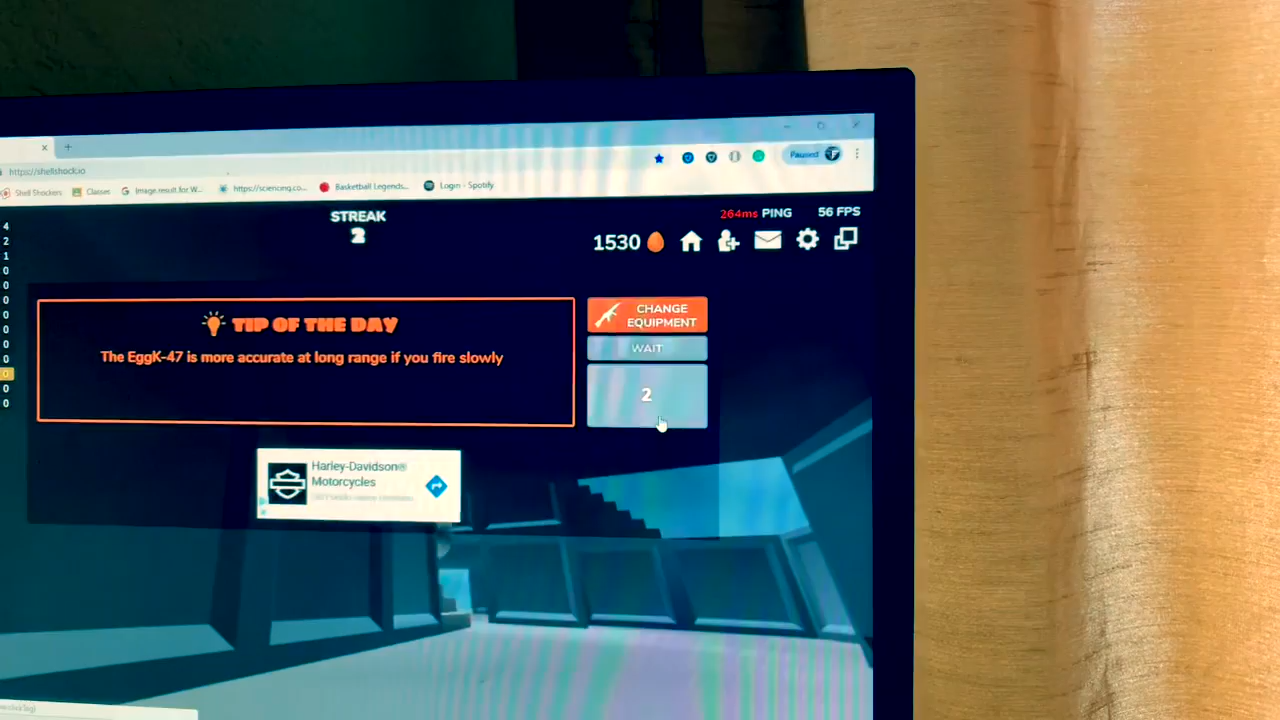 https://shellshock.io
Paused
Shell Shockers
Classes
Image result for W...
https://sciencing.co...
Basketball Legends...
Login - Spotify
4
2
1
0
0
0
0
0
0
0
0
0
0
STREAK
2
264ms PING
56 FPS
1530
TIP OF THE DAY
The EggK-47 is more accurate at long range if you fire slowly
CHANGE
EQUIPMENT
WAIT
2
Harley-Davidson®
Motorcycles